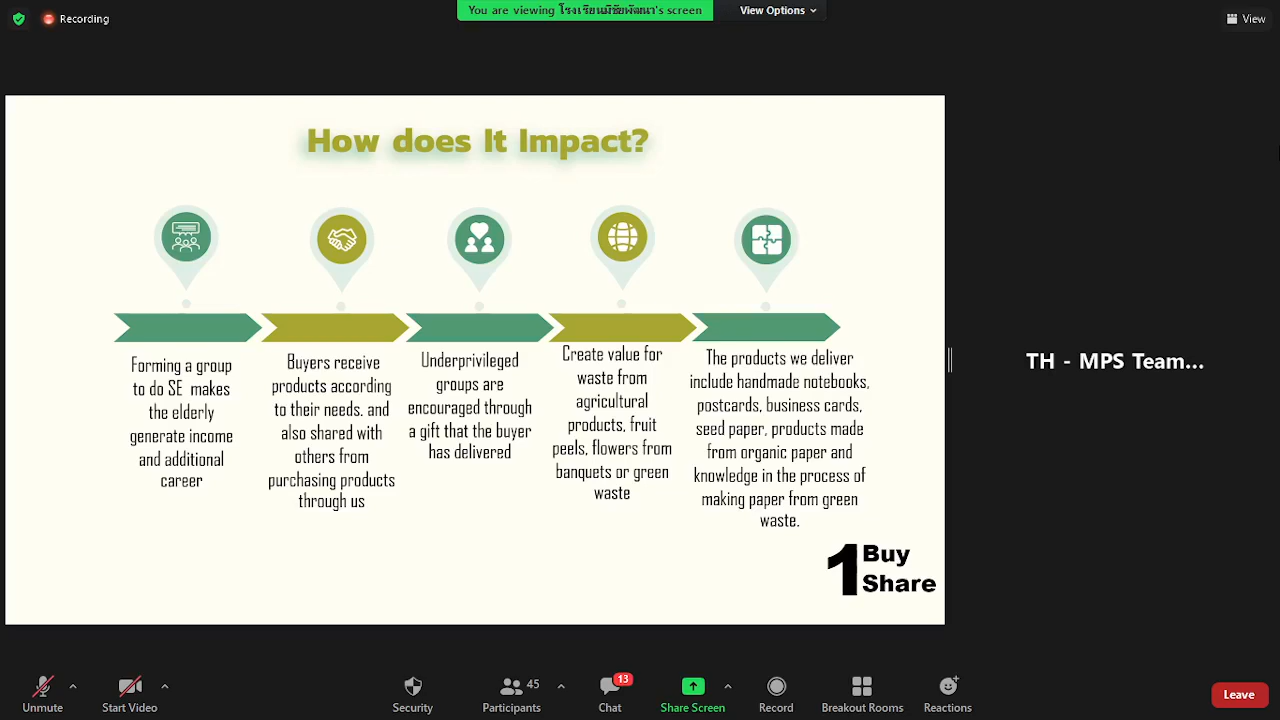 Recording
You are viewing โรงเรียนมีชัยพัฒนา's screen
View Options
View
How does It Impact?
Forming a group
to do SE makes
the elderly
generate income
and additional
career
Buyers receive
products according
to their needs. and
also shared with
others from
purchasing products
through us
Underprivileged
groups are
encouraged through
a gift that the buyer
has delivered
Create value for
waste from
agricultural
products, fruit
peels, flowers from
banquets or green
waste
The products we deliver
include handmade notebooks,
postcards, business cards,
seed paper, products made
from organic paper and
knowledge in the process of
making paper from green
waste.
1 Buy
Share
TH - MPS Team...
Unmute
Start Video
Security
45
Participants
13
Chat
Share Screen
Record
Breakout Rooms
Reactions
Leave